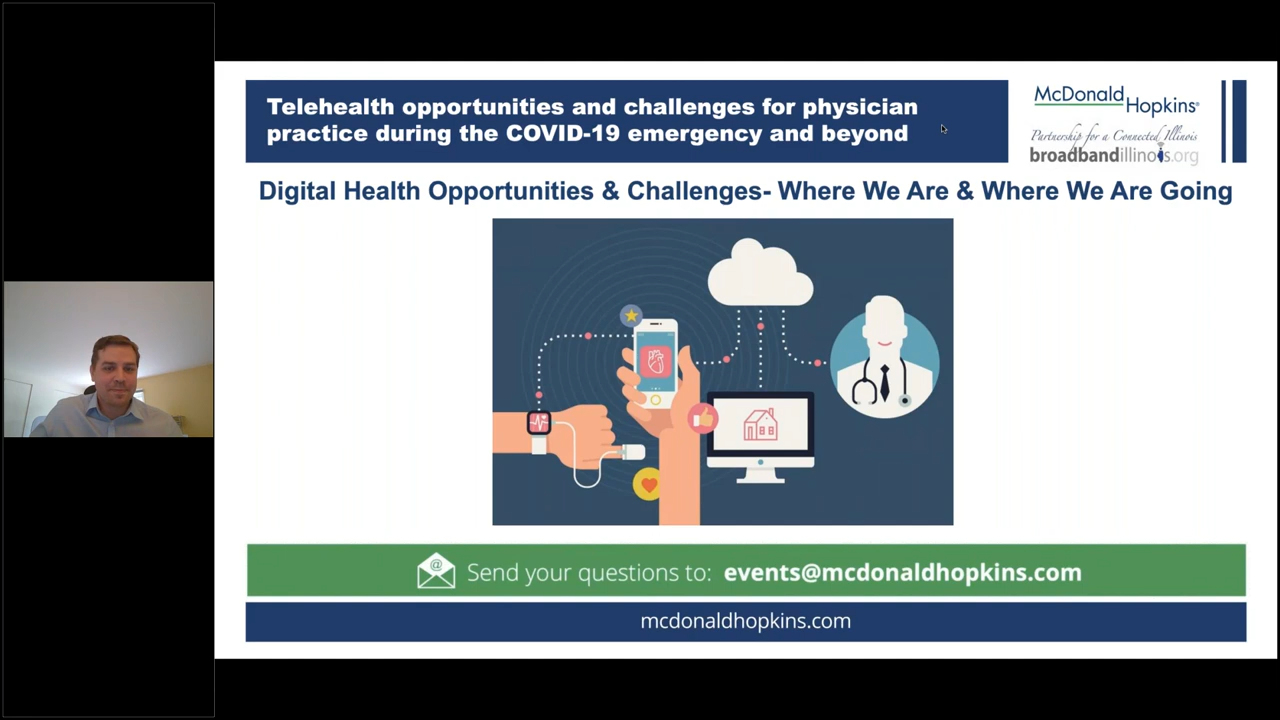 Telehealth opportunities and challenges for physician
practice during the COVID-19 emergency and beyond
McDonald
Hopkins®
Partnership for a Connected Illinois
broadbandillinois.org
Digital Health Opportunities & Challenges- Where We Are & Where We Are Going
@
Send your questions to: events@mcdonaldhopkins.com
mcdonaldhopkins.com